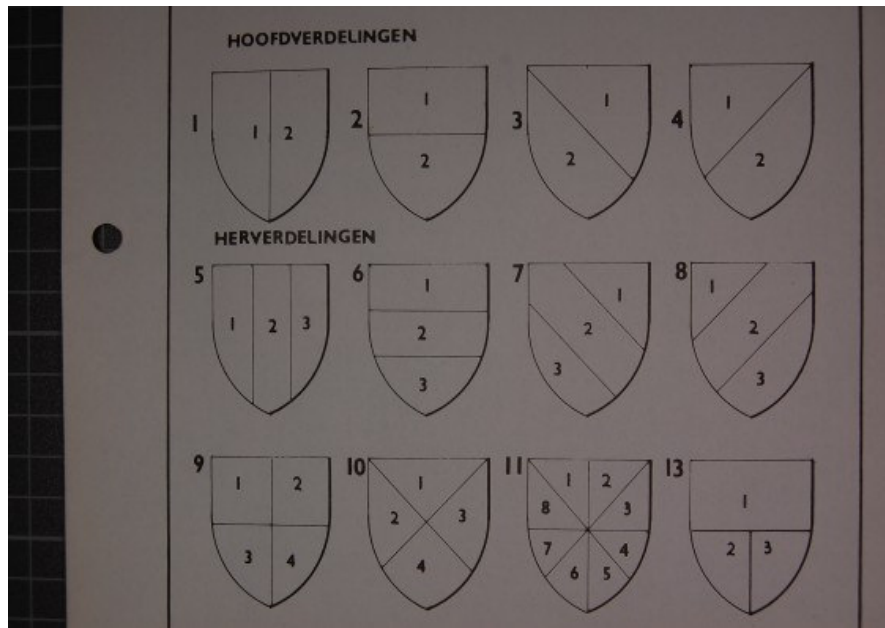 HOOFDVERDELINGEN
1 1 2
2 1 2
3 1 2
4 1 2
HERVERDELINGEN
5 1 2 3
6 1 2 3
7 1 2 3
8 1 2 3
9 1 2 3 4
10 1 2 3 4
11 1 2 3 4 5 6 7 8
13 1 2 3